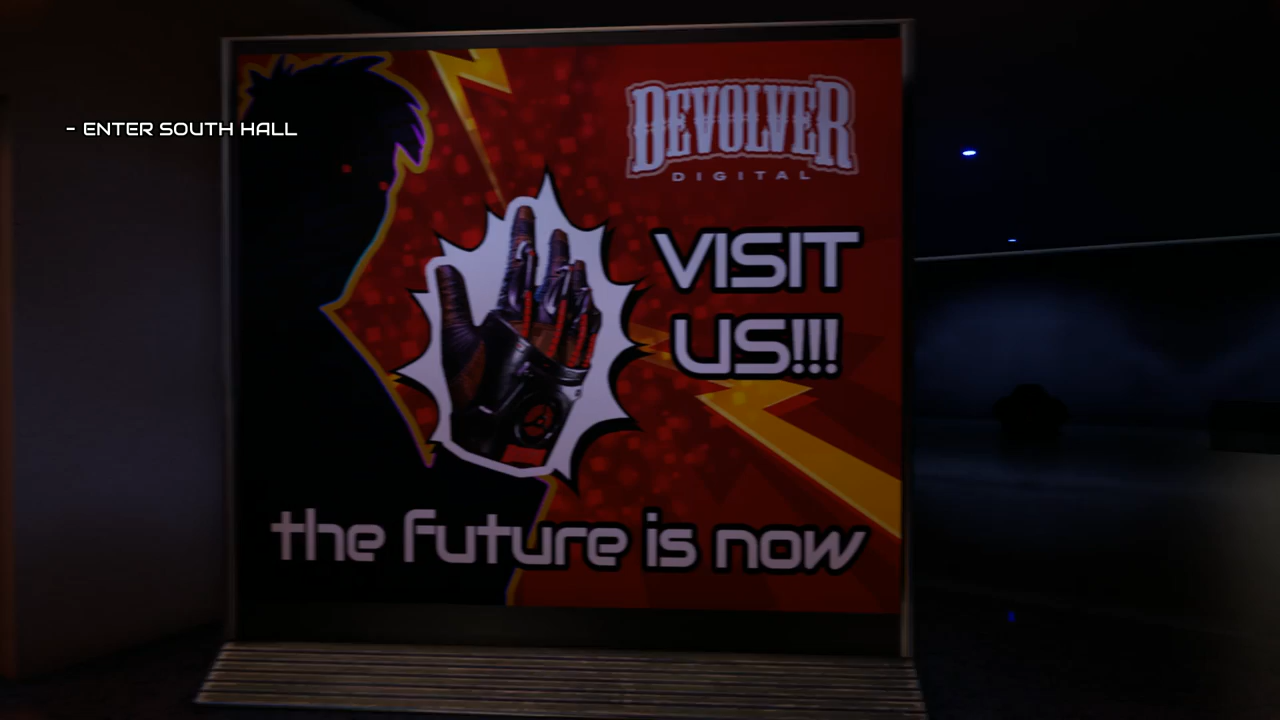 - ENTER SOUTH HALL
DEVOLVER
DIGITAL
VISIT
US!!!
the future is now